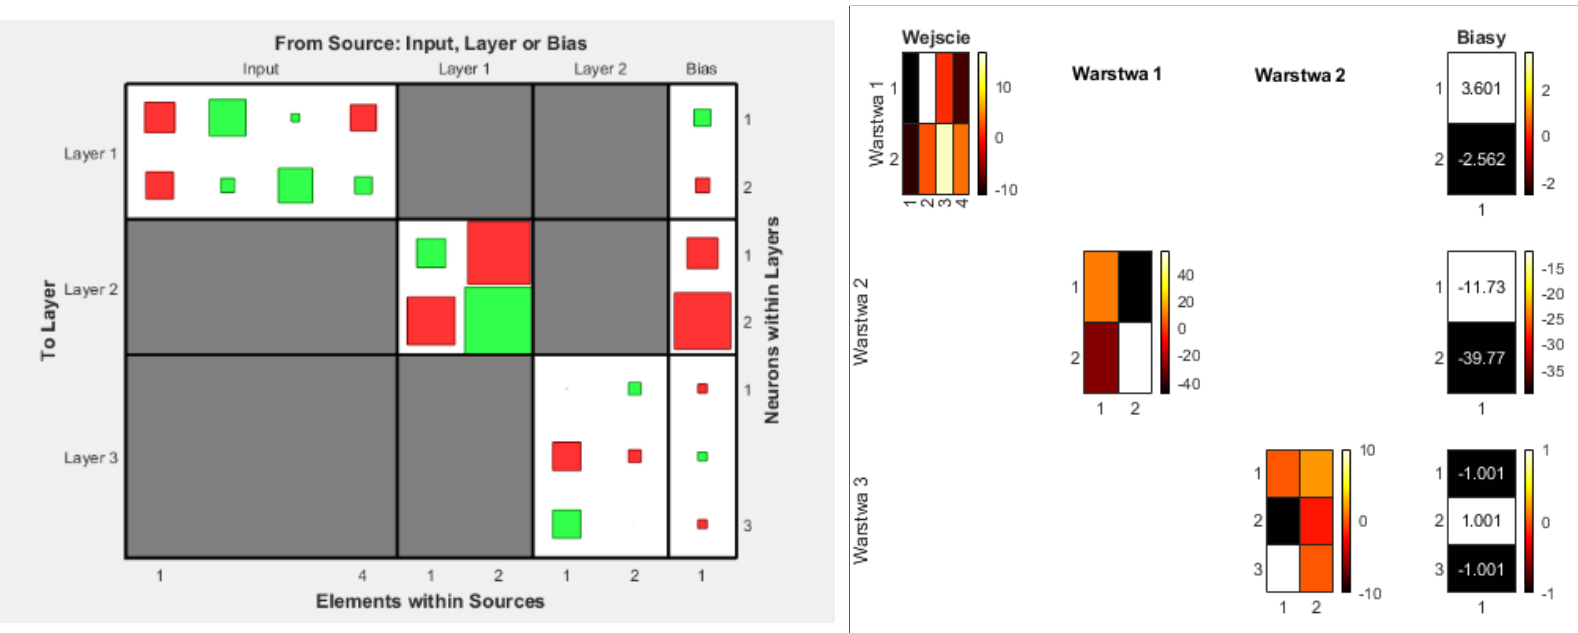 From Source: Input, Layer or Bias
Input Layer 1 Layer 2 Bias
Layer 1
1
2
Layer 2
1
2
Layer 3
1
3
To Layer
Neurons within Layers
1 4 1 2 1 2 1
Elements within Sources
Wejscie
Warstwa 1
1
2
1 2 3 4
10
0
-10
Warstwa 1
Warstwa 2
Biasy
1 3.601
2 -2.562
1
2
0
-2
Warstwa 2
1
2
1 2
40
20
0
-20
-40
1 -11.73
2 -39.77
1
-15
-20
-25
-30
-35
Warstwa 3
1
2
3
1 2
10
0
-10
1 -1.001
2 1.001
3 -1.001
1
1
0
-1